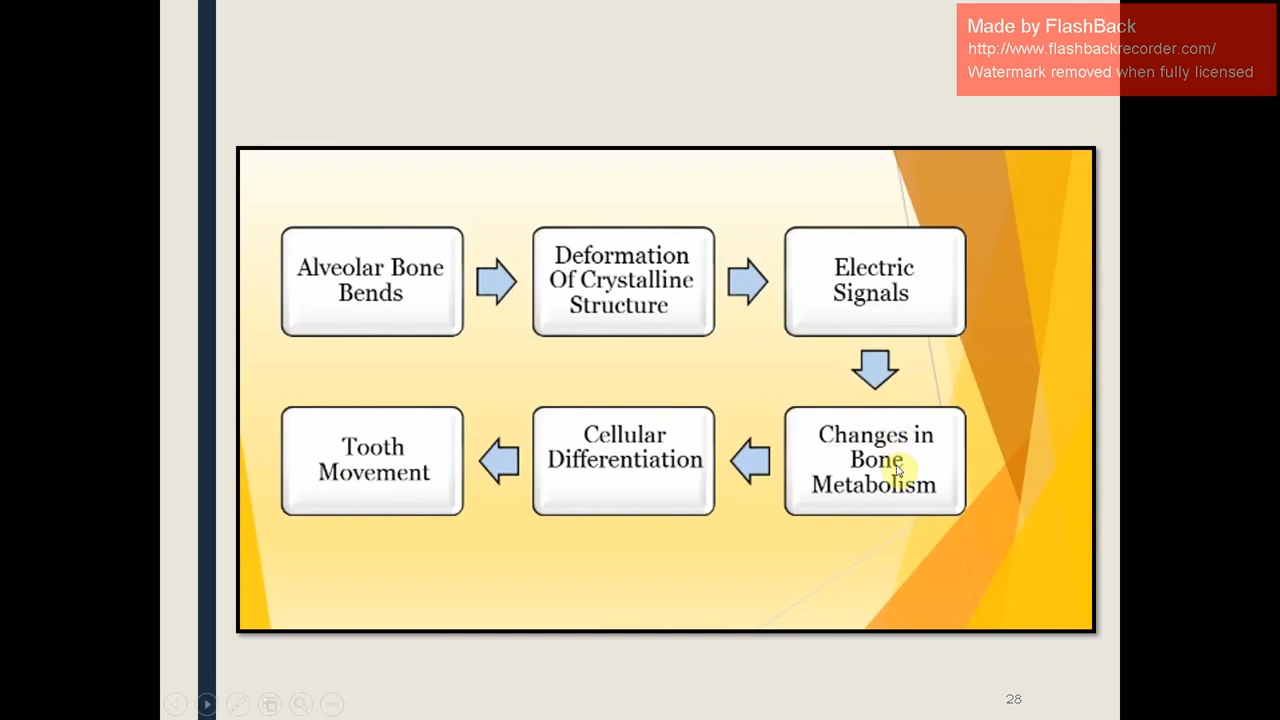 Made by FlashBack
http://www.flashbackrecorder.com/
Watermark removed when fully licensed
Alveolar Bone
Bends
Deformation
Of Crystalline
Structure
Electric
Signals
Changes in
Bone
Metabolism
Cellular
Differentiation
Tooth
Movement
28